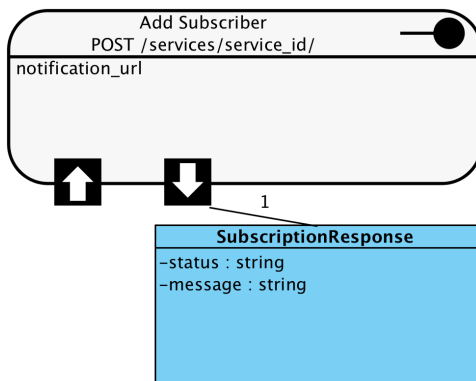 Add Subscriber
POST /services/service_id/
notification_url
1
SubscriptionResponse
-status : string
-message : string